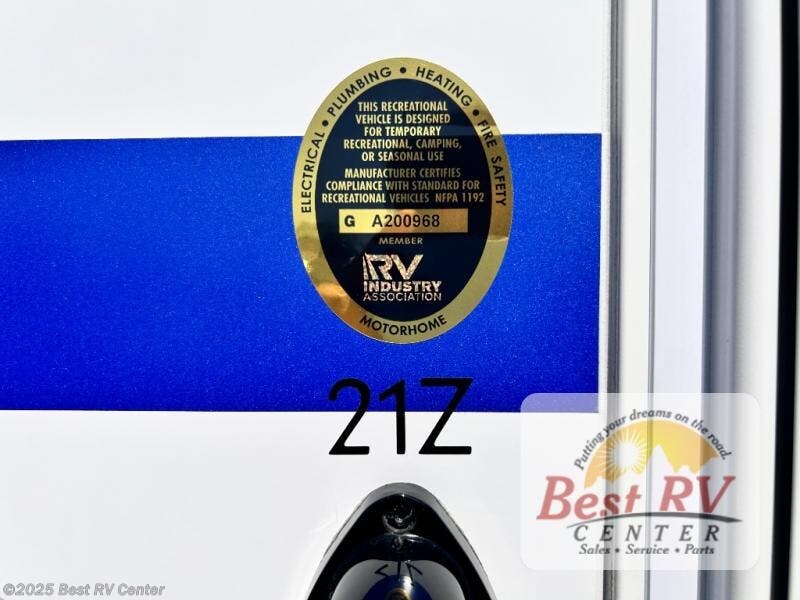 ELECTRICAL • PLUMBING • HEATING • FIRE SAFETY
THIS RECREATIONAL
VEHICLE IS DESIGNED
FOR TEMPORARY
RECREATIONAL, CAMPING,
OR SEASONAL USE
MANUFACTURER CERTIFIES
COMPLIANCE WITH STANDARD FOR
RECREATIONAL VEHICLES NFPA 1192
G A200968
MEMBER
RV
INDUSTRY
ASSOCIATION
MOTORHOME
21Z
Putting your dreams on the road.
Best RV
CENTER
Sales • Service • Parts
©2025 Best RV Center